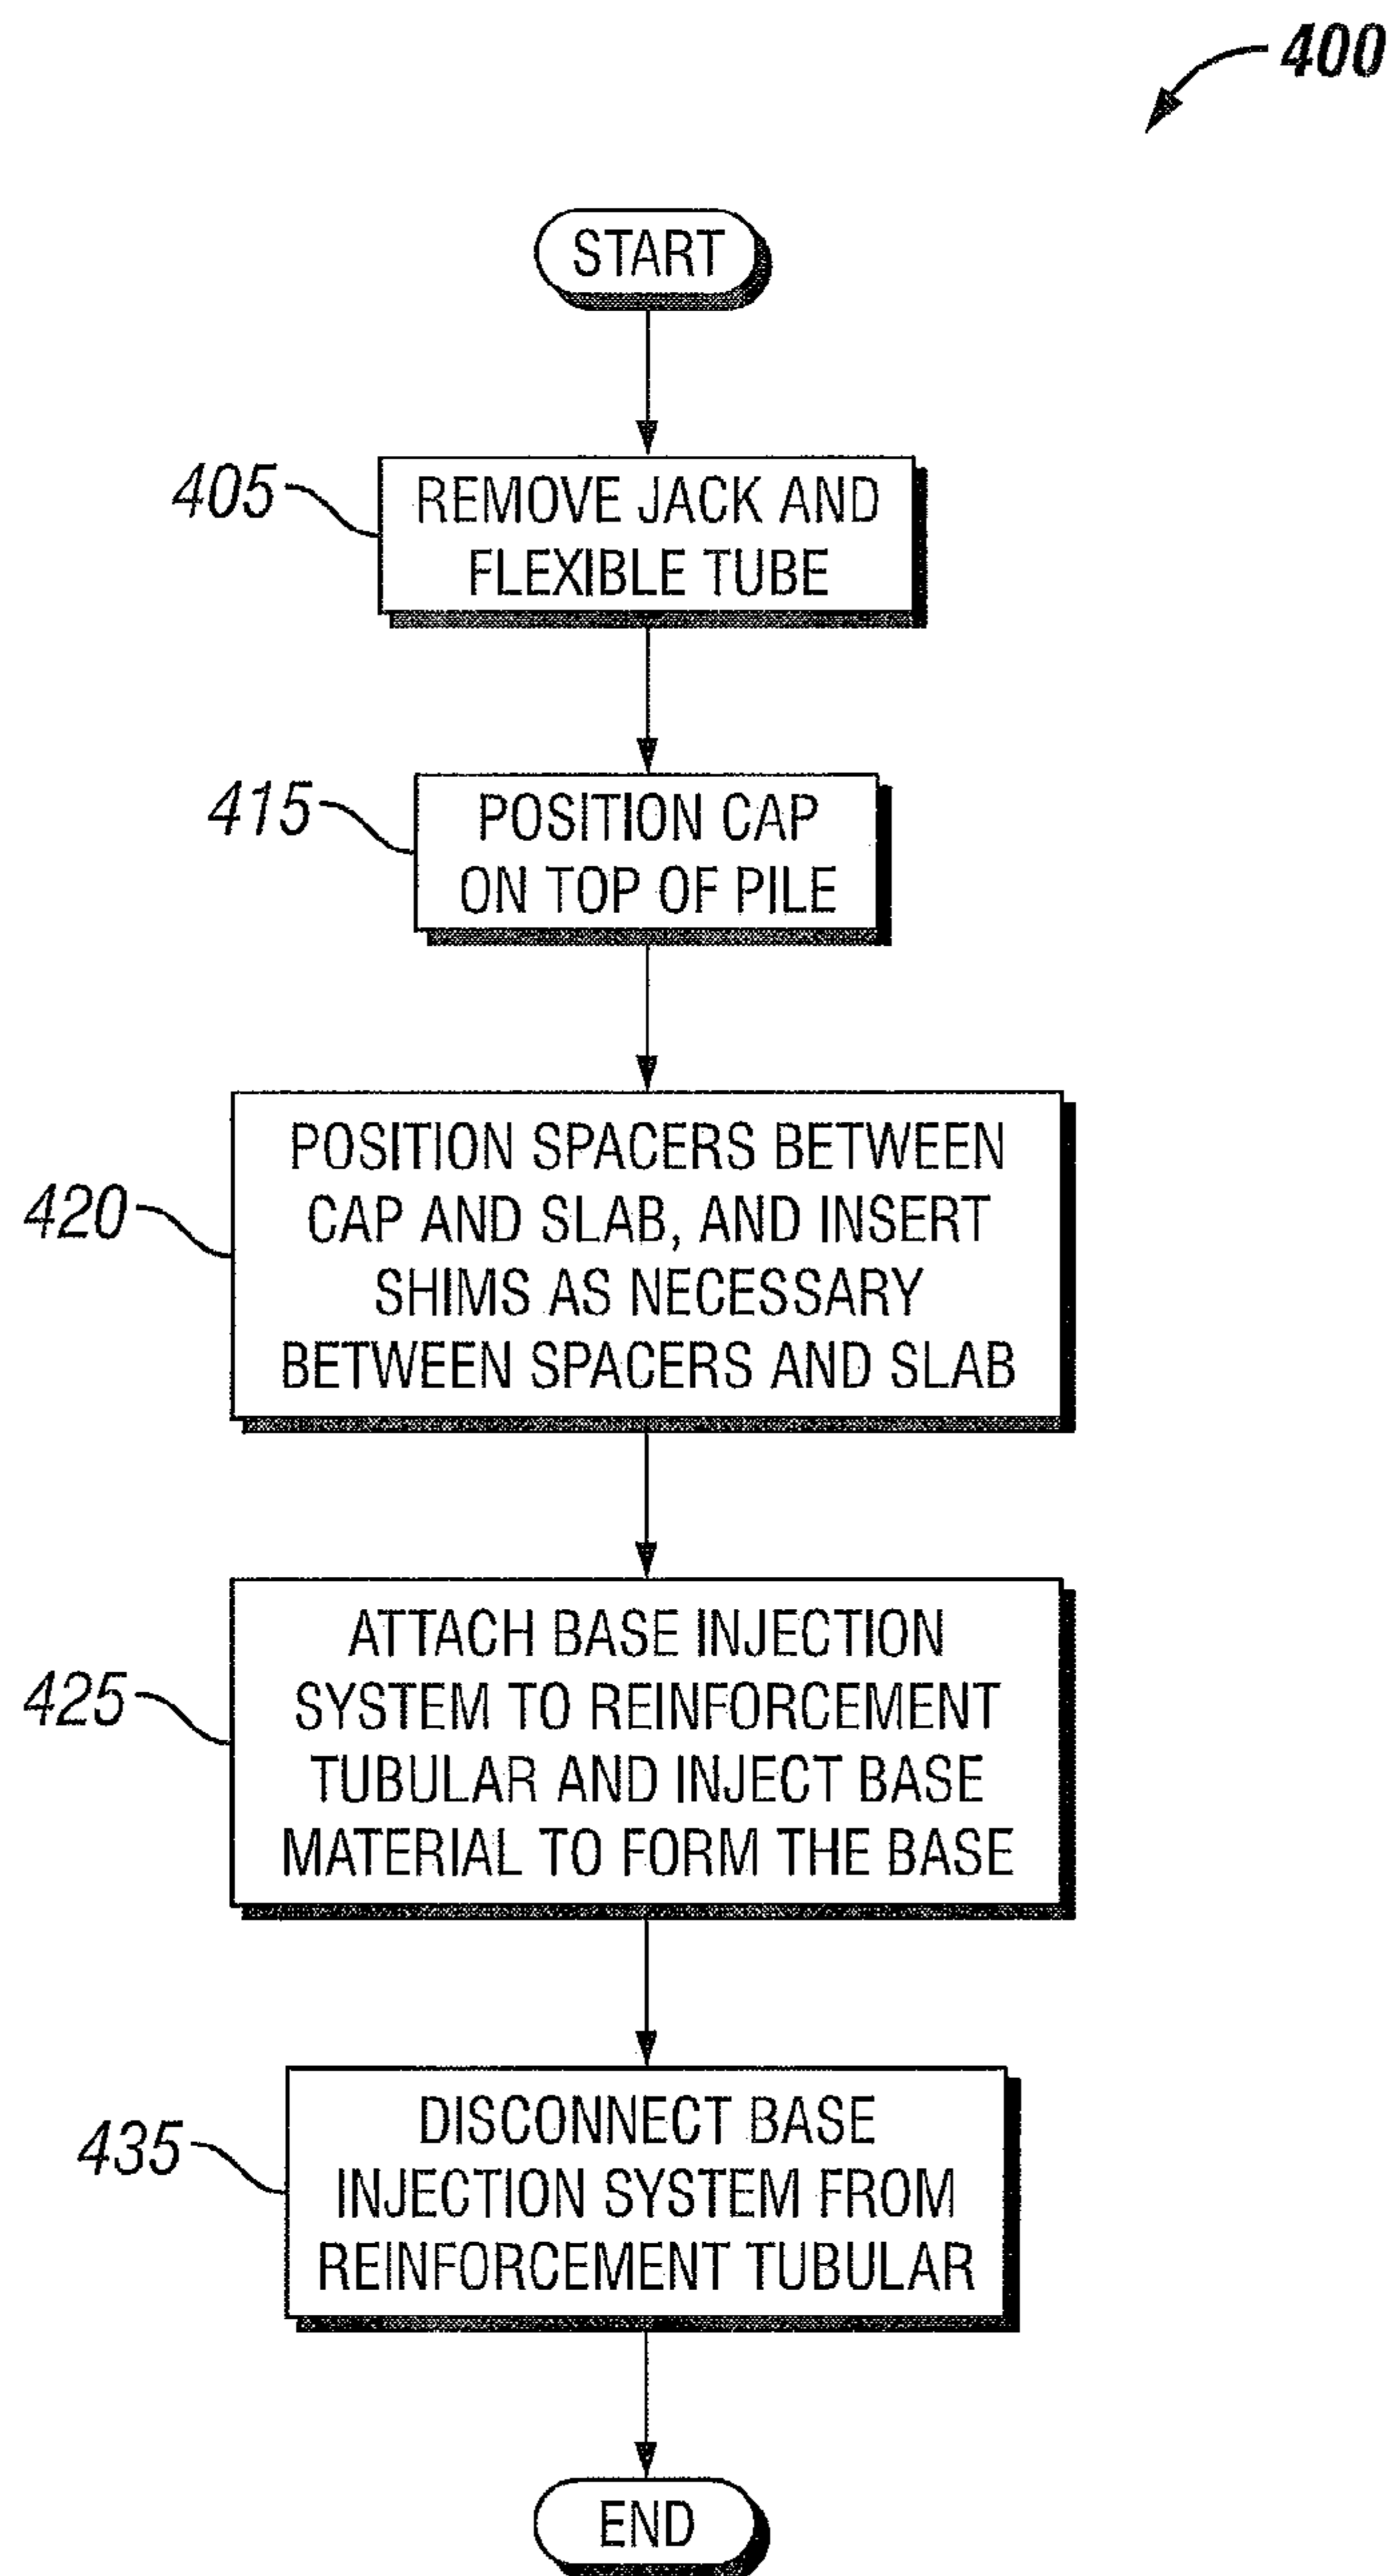 400
START
405
REMOVE JACK AND
FLEXIBLE TUBE
415
POSITION CAP
ON TOP OF PILE
420
POSITION SPACERS BETWEEN
CAP AND SLAB, AND INSERT
SHIMS AS NECESSARY
BETWEEN SPACERS AND SLAB
425
ATTACH BASE INJECTION
SYSTEM TO REINFORCEMENT
TUBULAR AND INJECT BASE
MATERIAL TO FORM THE BASE
435
DISCONNECT BASE
INJECTION SYSTEM FROM
REINFORCEMENT TUBULAR
END